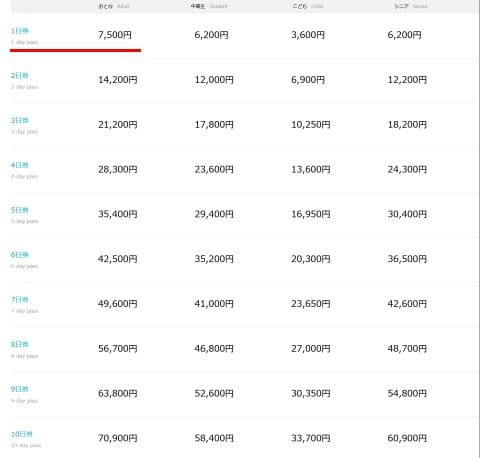 おとな Adult 中高生 Student こども Child シニア Senior
1日券 7,500円 6,200円 3,600円 6,200円
1-day pass
2日券 14,200円 12,000円 6,900円 12,200円
2-day pass
3日券 21,200円 17,800円 10,250円 18,200円
3-day pass
4日券 28,300円 23,600円 13,600円 24,300円
4-day pass
5日券 35,400円 29,400円 16,950円 30,400円
5-day pass
6日券 42,500円 35,200円 20,300円 36,500円
6-day pass
7日券 49,600円 41,000円 23,650円 42,600円
7-day pass
8日券 56,700円 46,800円 27,000円 48,700円
8-day pass
9日券 63,800円 52,600円 30,350円 54,800円
9-day pass
10日券 70,900円 58,400円 33,700円 60,900円
10-day pass